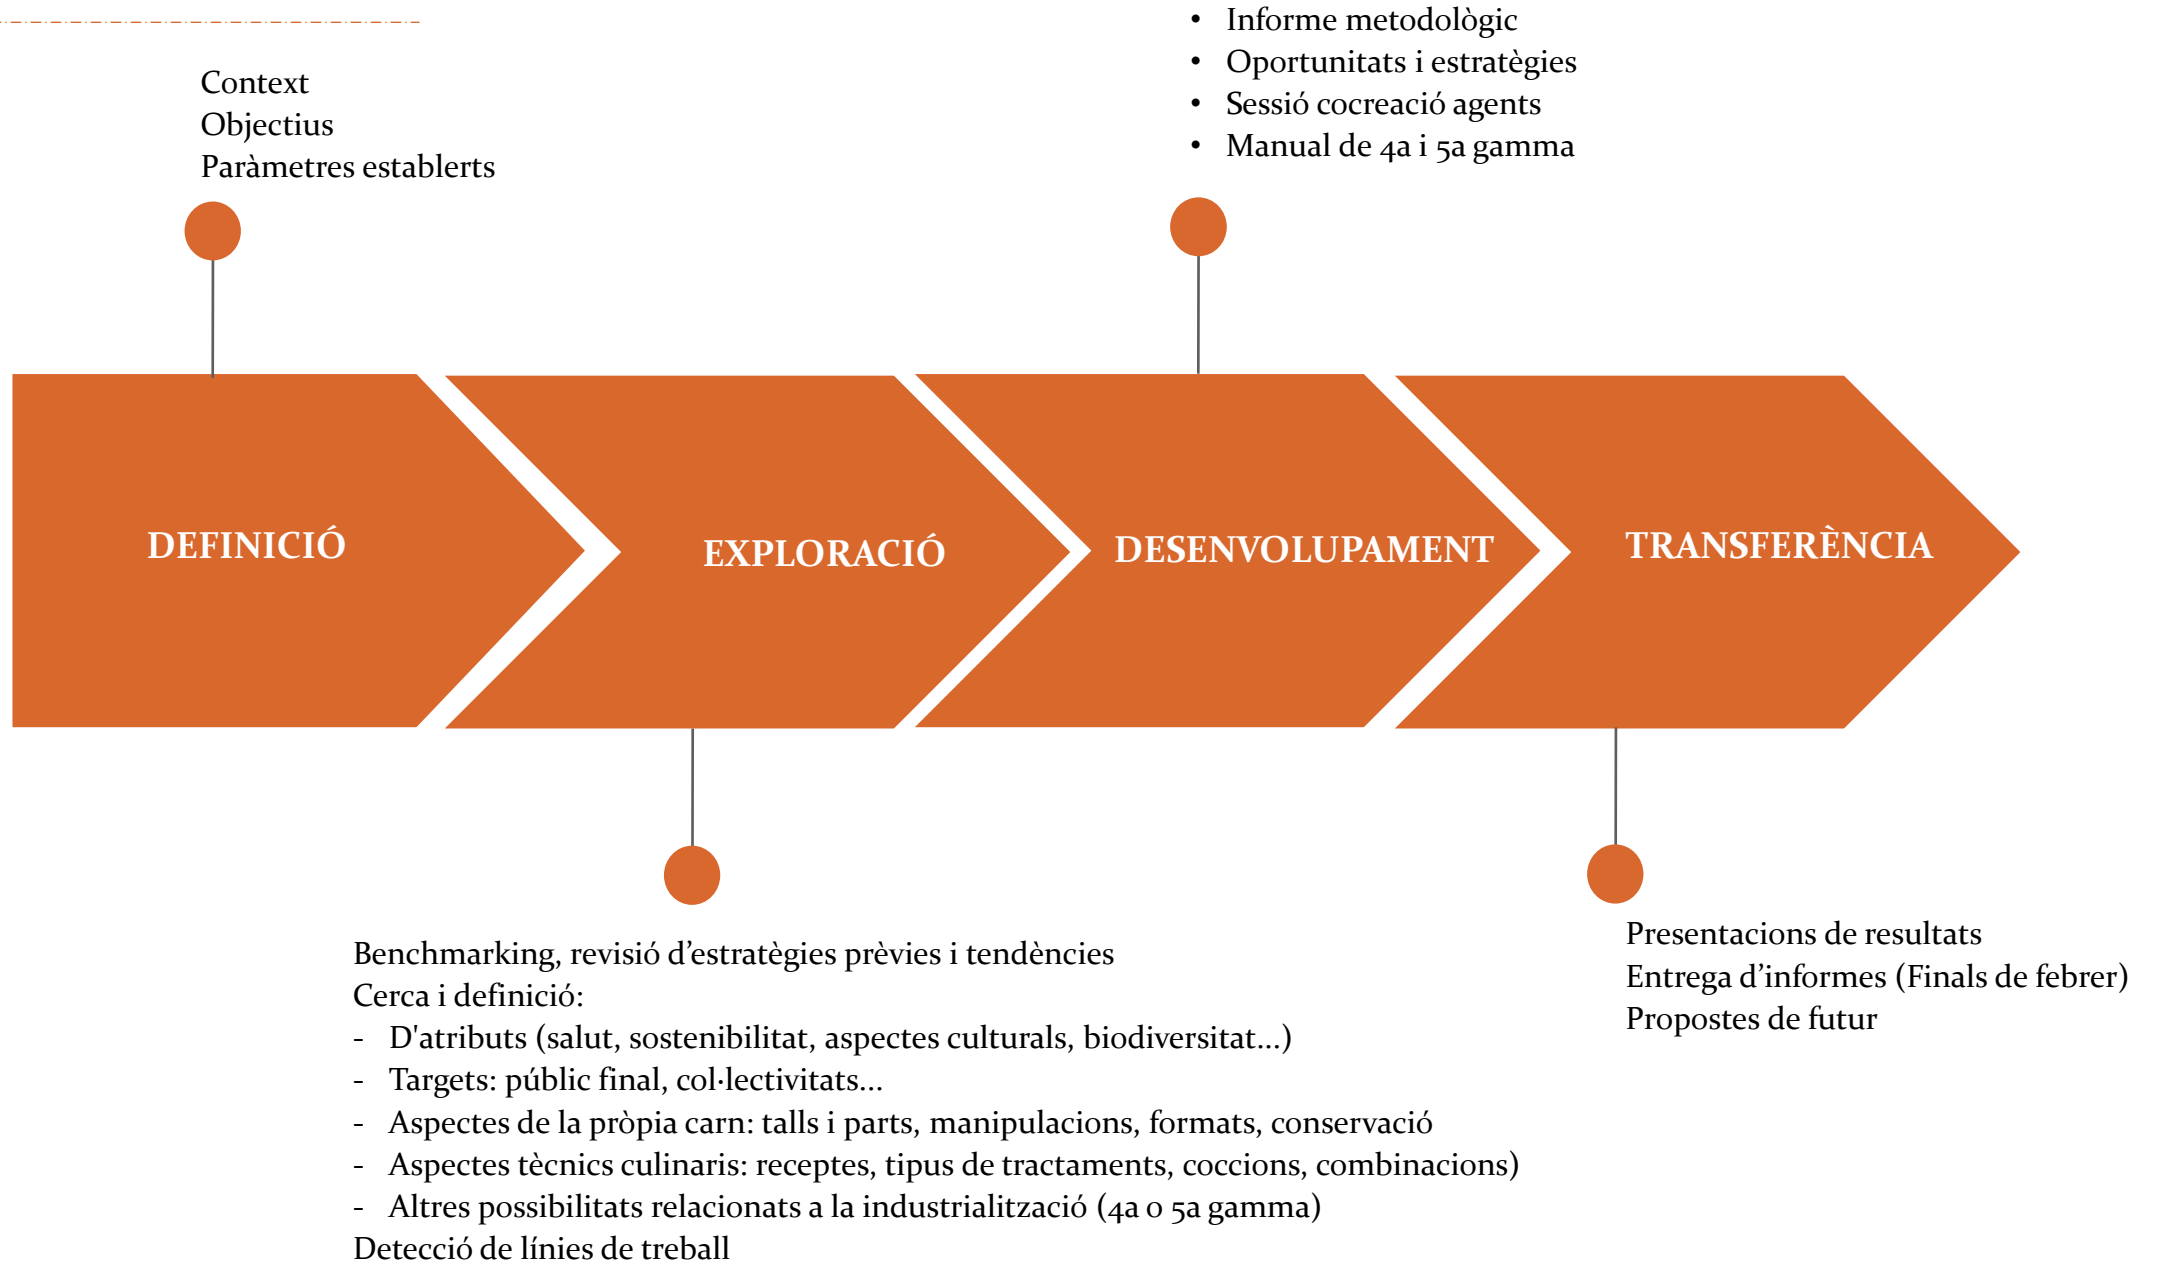 Context
Objectius
Paràmetres establerts
• Informe metodològic
• Oportunitats i estratègies
• Sessió cocreació agents
• Manual de 4a i 5a gamma
DEFINICIÓ
EXPLORACIÓ
DESENVOLUPAMENT
TRANSFERÈNCIA
Benchmarking, revisió d’estratègies prèvies i tendències
Cerca i definició:
- D'atributs (salut, sostenibilitat, aspectes culturals, biodiversitat...)
- Targets: públic final, col·lectivitats...
- Aspectes de la pròpia carn: talls i parts, manipulacions, formats, conservació
- Aspectes tècnics culinaris: receptes, tipus de tractaments, coccions, combinacions)
- Altres possibilitats relacionats a la industrialització (4a o 5a gamma)
Detecció de línies de treball
Presentacions de resultats
Entrega d’informes (Finals de febrer)
Propostes de futur